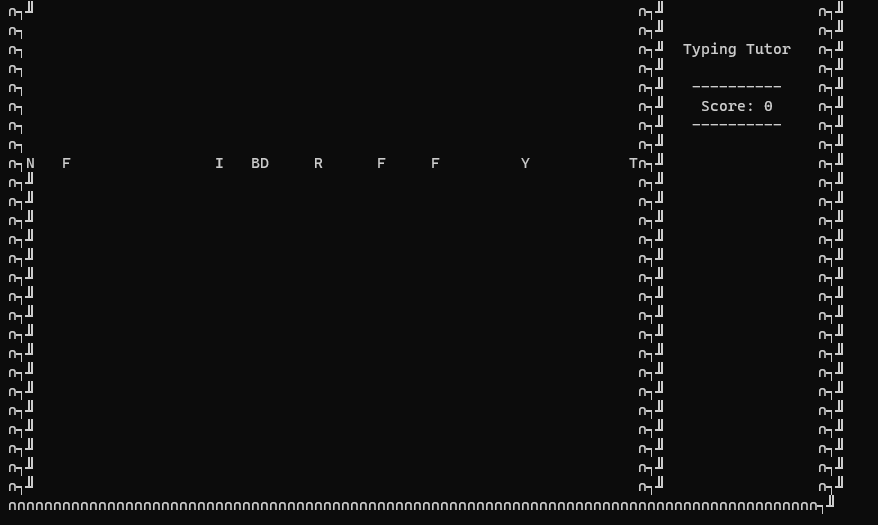 Typing Tutor
----------
Score: 0
----------
N F I BD R F F Y T